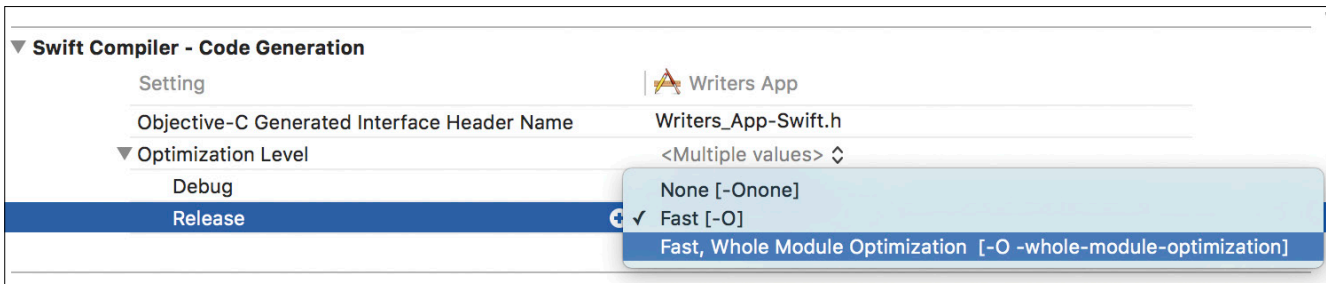 Swift Compiler - Code Generation
Setting Writers App
Objective-C Generated Interface Header Name Writers_App-Swift.h
Optimization Level <Multiple values>
Debug None [-Onone]
Release ✓ Fast [-O]
Fast, Whole Module Optimization [-O -whole-module-optimization]